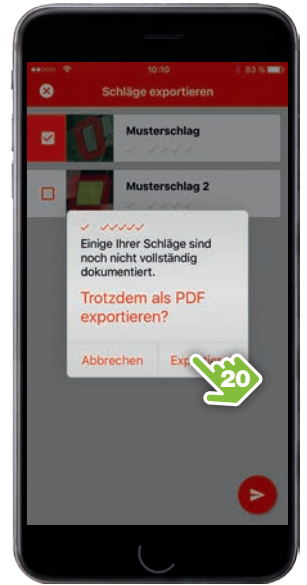 10:10 83 %
Schläge exportieren
Musterschlag
Musterschlag 2
Einige Ihrer Schläge sind
noch nicht vollständig
dokumentiert.
Trotzdem als PDF
exportieren?
Abbrechen
20